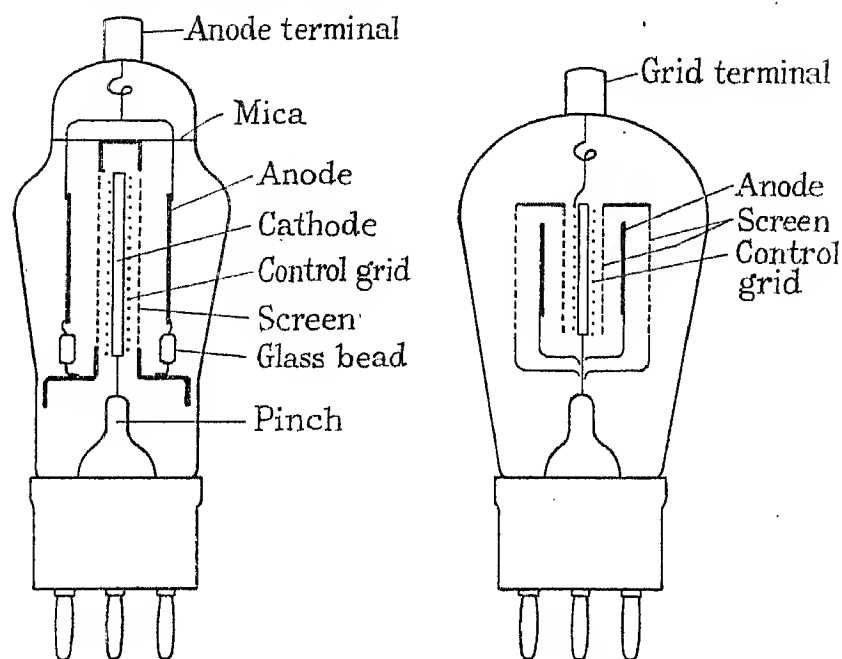 Anode terminal
Mica
Anode
Cathode
Control grid
Screen
Glass bead
Pinch
Grid terminal
Anode
Screen
Control
grid